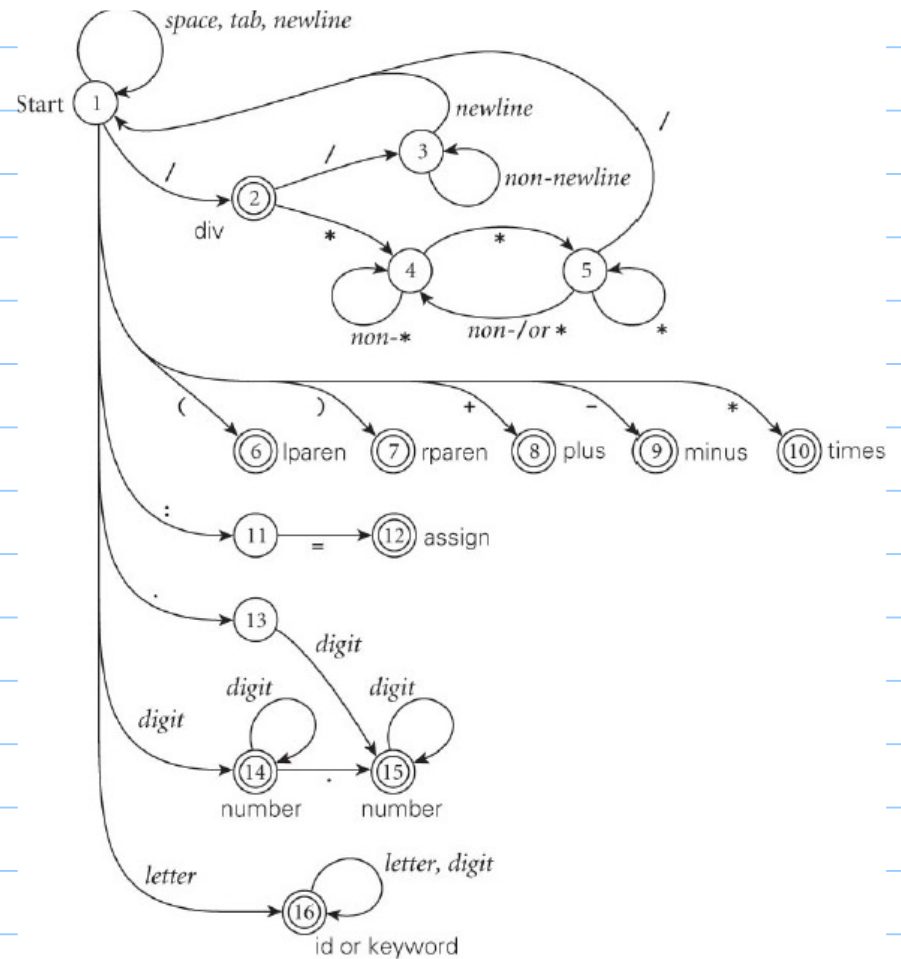 space, tab, newline
Start 1
newline
/
/ / 3
non-newline
2
div * *
4 5
non-* non-/or * *
( ) + - *
6 lparen 7 rparen 8 plus 9 minus 10 times
:
11 = 12 assign
.
13
digit
digit digit
digit
14 . 15
number number
letter letter, digit
16
id or keyword